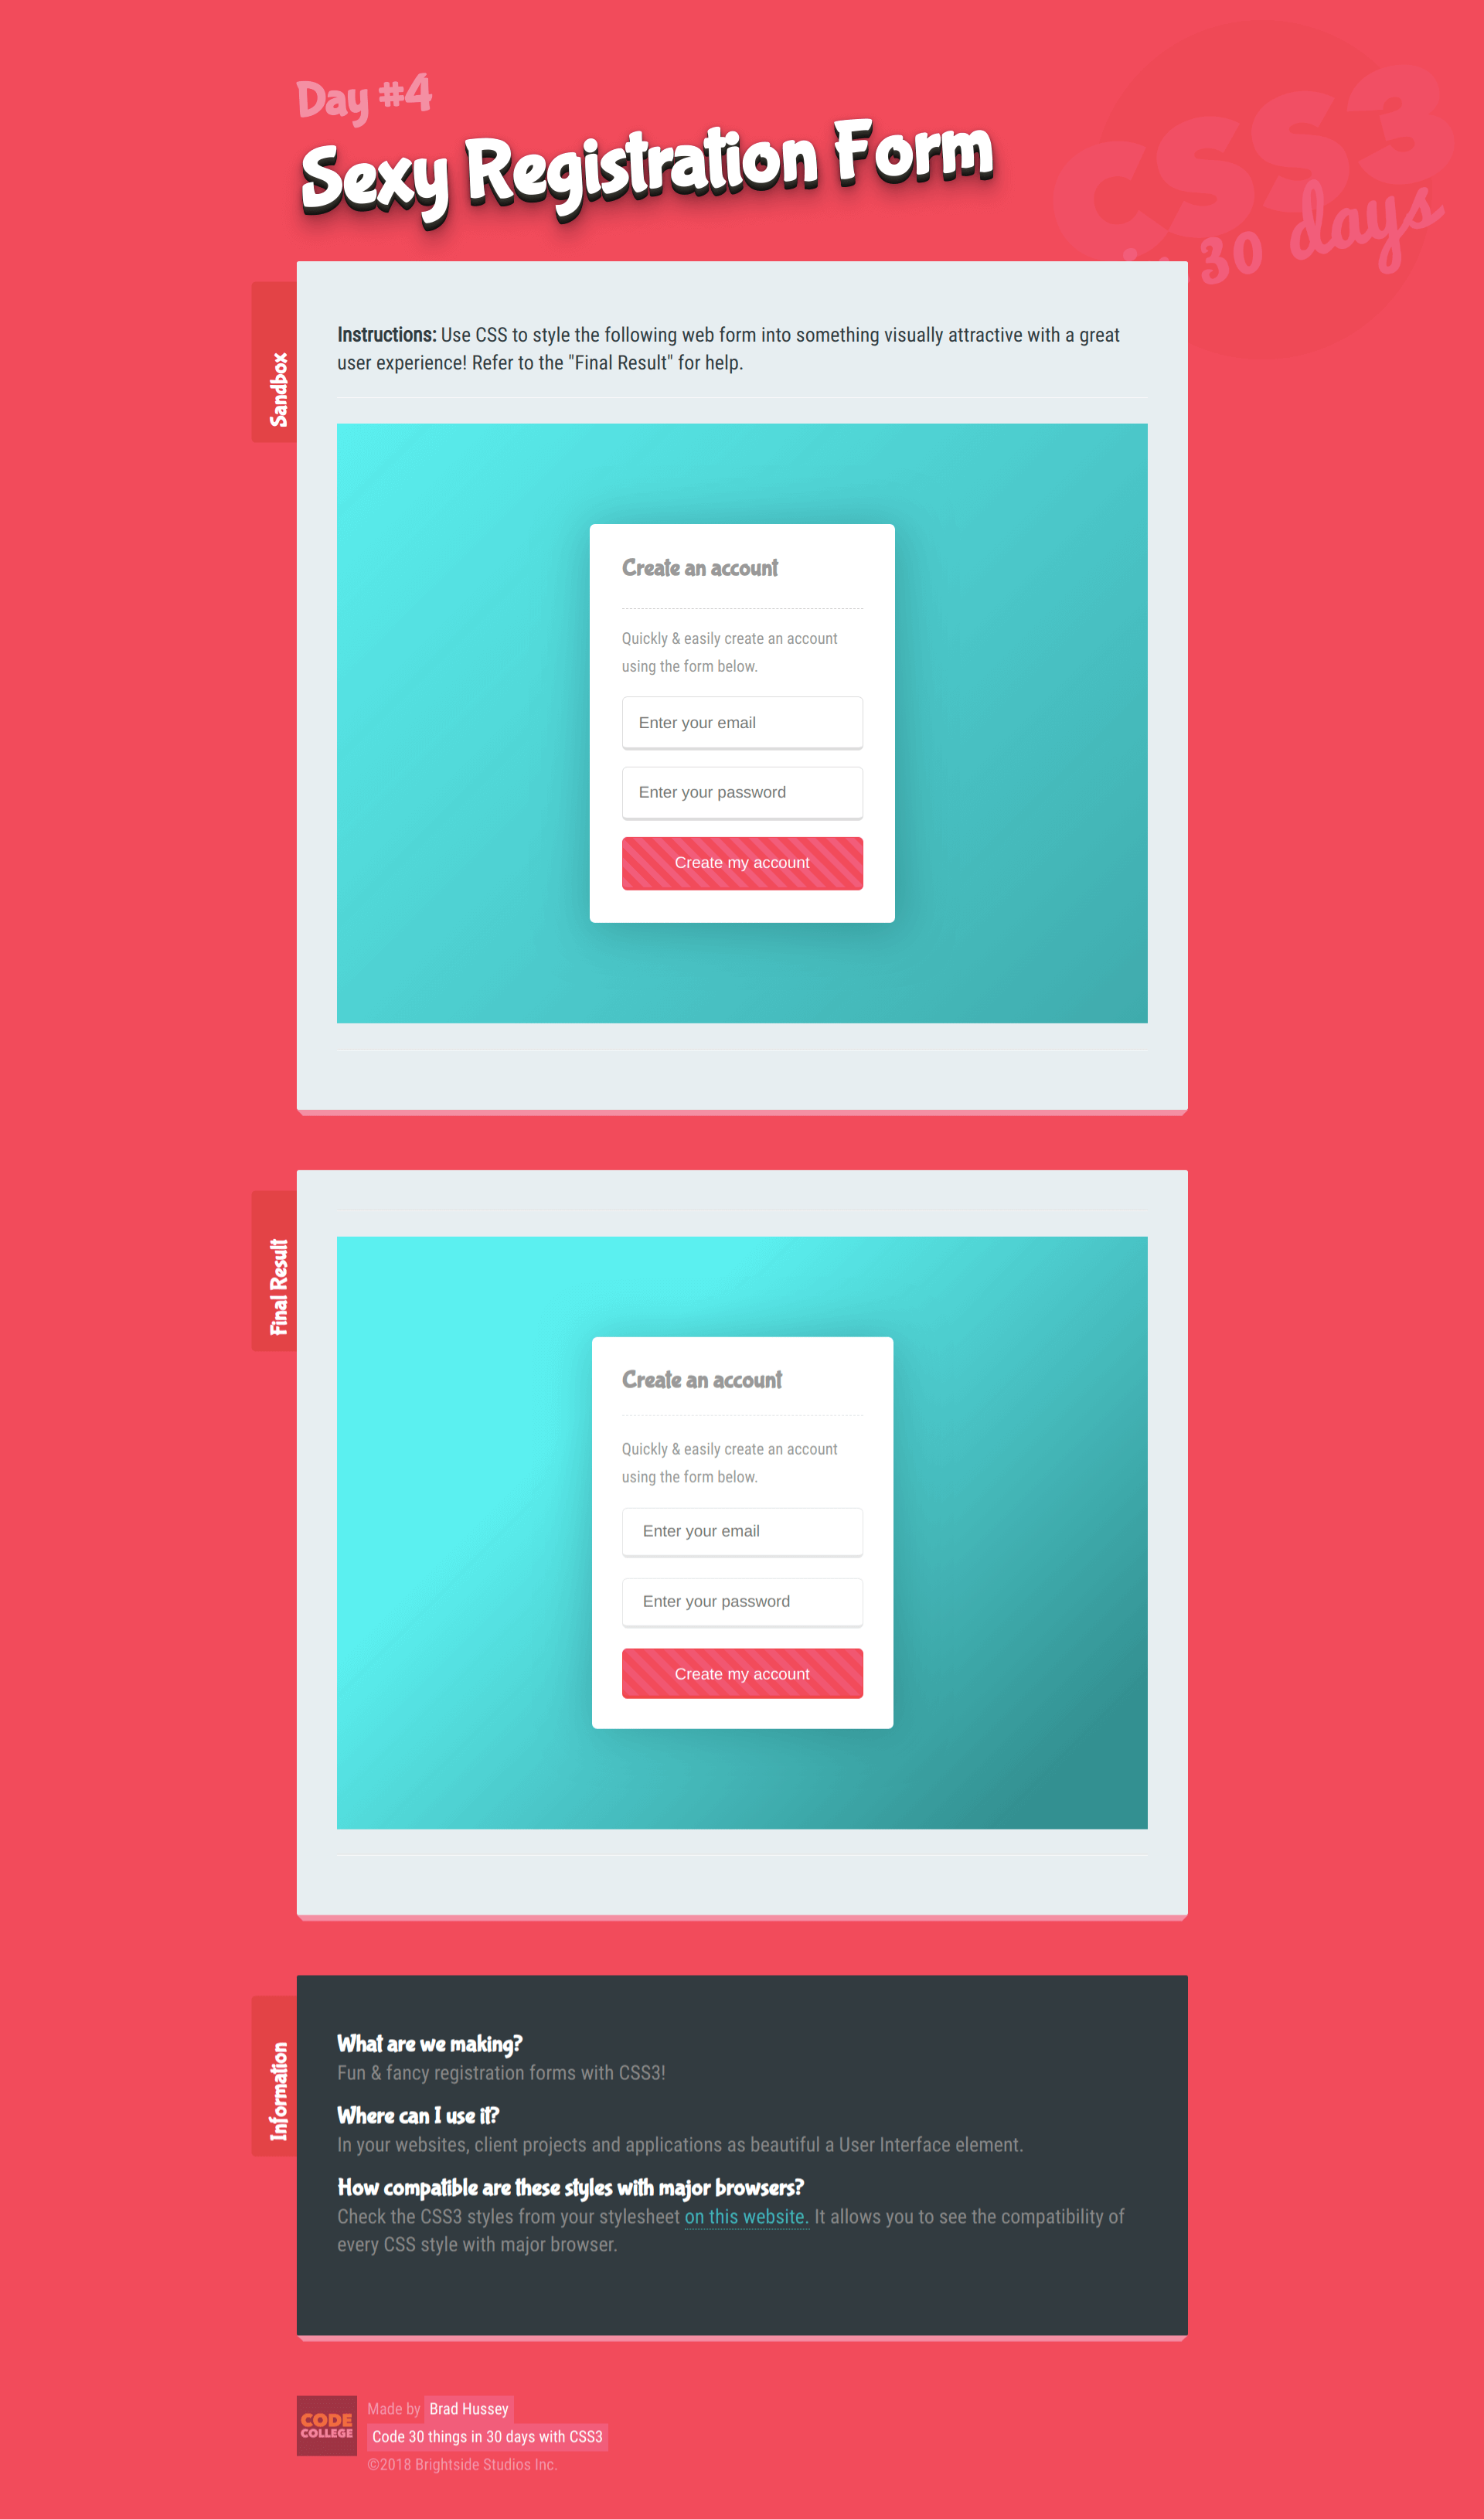 Day #4
Sexy Registration Form
CSS3
in 30 days
Sandbox
Instructions: Use CSS to style the following web form into something visually attractive with a great
user experience! Refer to the "Final Result" for help.
Create an account
Quickly & easily create an account
using the form below.
Enter your email
Enter your password
Create my account
Final Result
Create an account
Quickly & easily create an account
using the form below.
Enter your email
Enter your password
Create my account
Information
What are we making?
Fun & fancy registration forms with CSS3!
Where can I use it?
In your websites, client projects and applications as beautiful a User Interface element.
How compatible are these styles with major browsers?
Check the CSS3 styles from your stylesheet on this website. It allows you to see the compatibility of
every CSS style with major browser.
CODE
COLLEGE
Made by Brad Hussey
Code 30 things in 30 days with CSS3
©2018 Brightside Studios Inc.